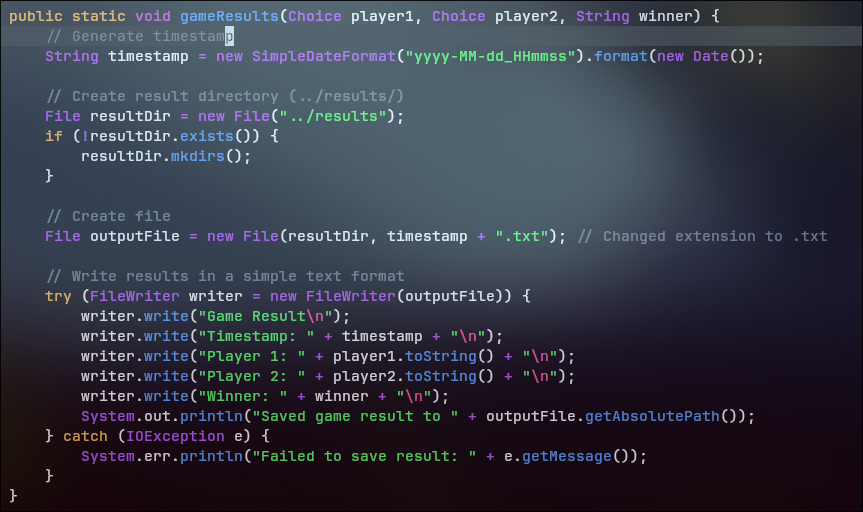 public static void gameResults(Choice player1, Choice player2, String winner) {
    // Generate timestamp
    String timestamp = new SimpleDateFormat("yyyy-MM-dd_HHmmss").format(new Date());

    // Create result directory (../results/)
    File resultDir = new File("../results");
    if (!resultDir.exists()) {
        resultDir.mkdirs();
    }

    // Create file
    File outputFile = new File(resultDir, timestamp + ".txt"); // Changed extension to .txt

    // Write results in a simple text format
    try (FileWriter writer = new FileWriter(outputFile)) {
        writer.write("Game Result\n");
        writer.write("Timestamp: " + timestamp + "\n");
        writer.write("Player 1: " + player1.toString() + "\n");
        writer.write("Player 2: " + player2.toString() + "\n");
        writer.write("Winner: " + winner + "\n");
        System.out.println("Saved game result to " + outputFile.getAbsolutePath());
    } catch (IOException e) {
        System.err.println("Failed to save result: " + e.getMessage());
    }
}